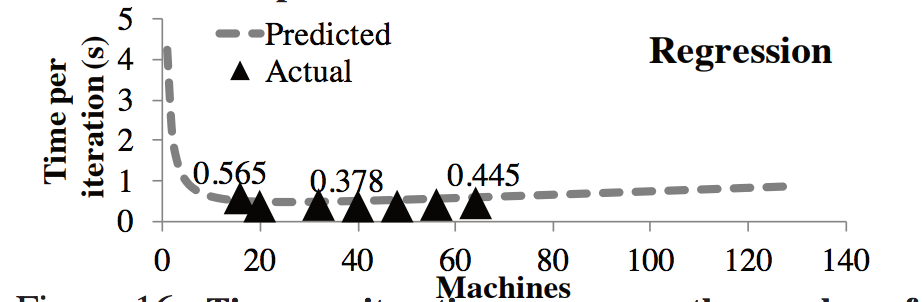 5
4
3
2
1
0
Time per
iteration (s)
Predicted
Actual
Regression
0.565
0.378
0.445
0 20 40 60 80 100 120 140
Machines